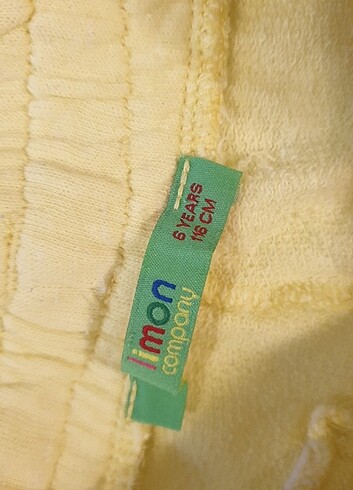 6 YEARS
116 CM
limon
company